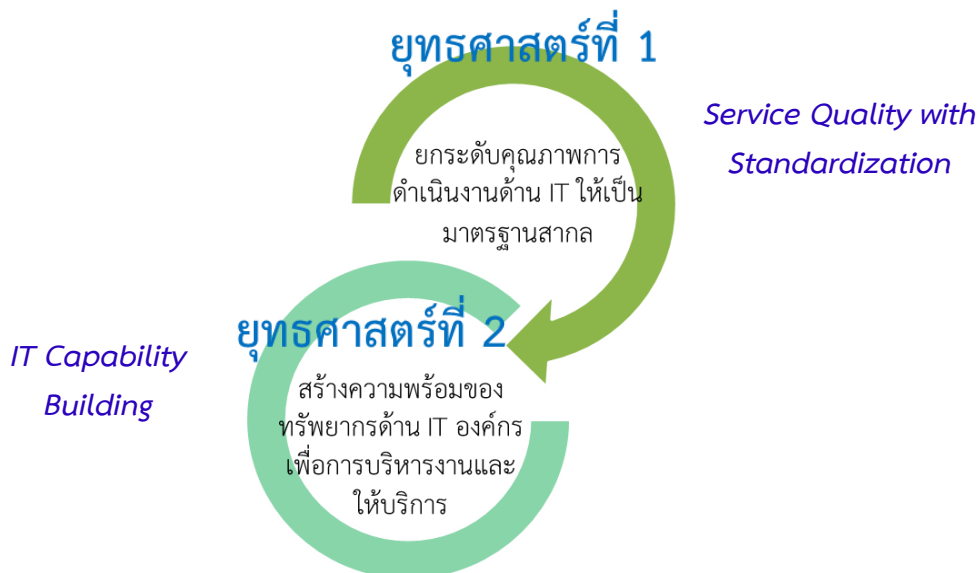 ยุทธศาสตร์ที่ 1
Service Quality with
Standardization
ยกระดับคุณภาพการ
ดำเนินงานด้าน IT ให้เป็น
มาตรฐานสากล
ยุทธศาสตร์ที่ 2
IT Capability
Building
สร้างความพร้อมของ
ทรัพยากรด้าน IT องค์กร
เพื่อการบริหารงานและ
ให้บริการ